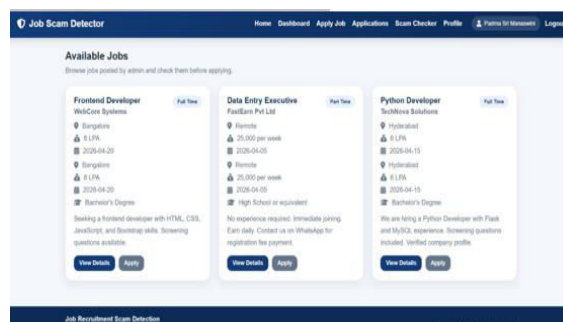 Job Scam Detector
Home Dashboard Apply Job Applications Scam Checker Profile Padma Sri Manaswini Logou
Available Jobs
Browse jobs posted by admin and check them before applying.
Frontend Developer
Full Time
WebCore Systems
Bangalore
6 LPA
2026-04-20
Bangalore
6 LPA
2026-04-20
Bachelor's Degree
Seeking a frontend developer with HTML, CSS,
JavaScript, and Bootstrap skills. Screening
questions available.
View Details Apply
Data Entry Executive
Part Time
FastEarn Pvt Ltd
Remote
25,000 per week
2026-04-05
Remote
25,000 per week
2026-04-05
High School or equivalent
No experience required. Immediate joining.
Earn daily. Contact us on WhatsApp for
registration fee payment.
View Details Apply
Python Developer
Full Time
TechNova Solutions
Hyderabad
6 LPA
2026-04-15
Hyderabad
6 LPA
2026-04-15
Bachelor's Degree
We are hiring a Python Developer with Flask
and MySQL experience. Screening questions
included. Verified company profile.
View Details Apply
Job Recruitment Scam Detection